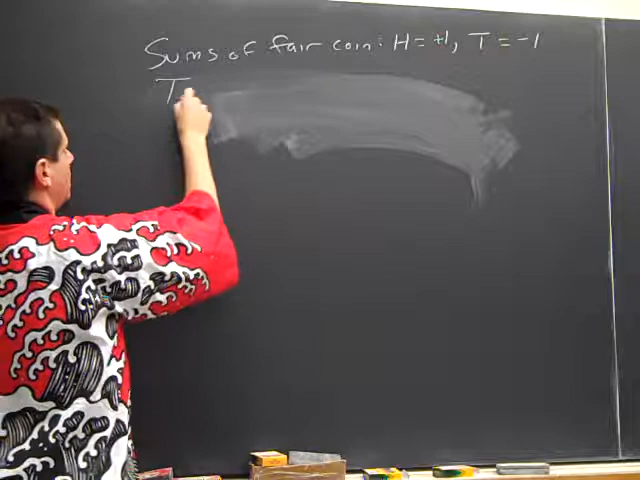 Sums of fair coin: H = +1, T = -1
T